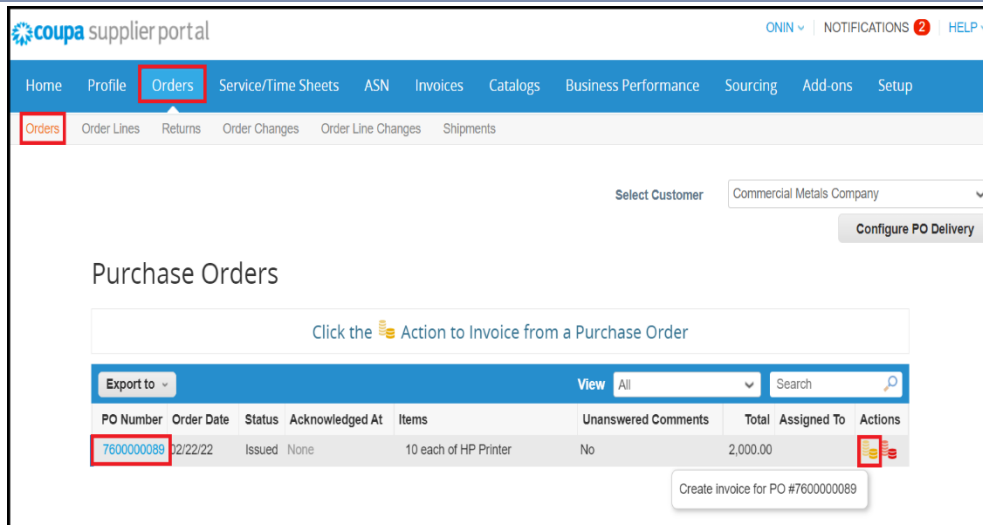 coupa supplier portal
ONIN NOTIFICATIONS 2 HELP
Home Profile Orders Service/Time Sheets ASN Invoices Catalogs Business Performance Sourcing Add-ons Setup
Orders Order Lines Returns Order Changes Order Line Changes Shipments
Select Customer Commercial Metals Company
Configure PO Delivery
Purchase Orders
Click the Action to Invoice from a Purchase Order
Export to View All Search
PO Number Order Date Status Acknowledged At Items Unanswered Comments Total Assigned To Actions
7600000089 02/22/22 Issued None 10 each of HP Printer No 2,000.00
Create invoice for PO #7600000089